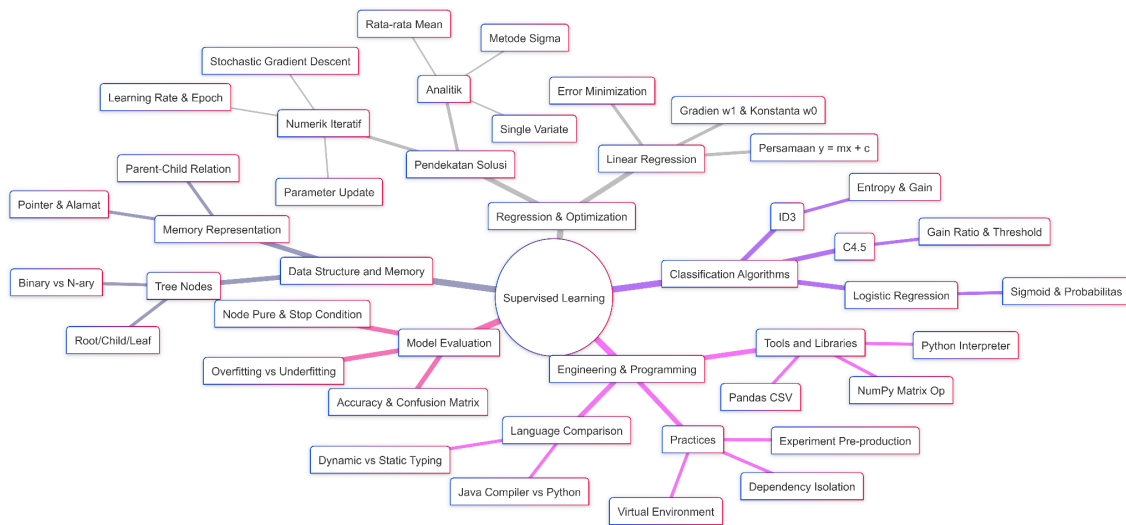 Rata-rata Mean
Metode Sigma
Stochastic Gradient Descent
Analitik
Error Minimization
Learning Rate & Epoch
Gradien w1 & Konstanta w0
Numerik Iteratif
Single Variate
Persamaan y = mx + c
Linear Regression
Pendekatan Solusi
Parent-Child Relation
Parameter Update
Entropy & Gain
Pointer & Alamat
Regression & Optimization
ID3
Memory Representation
Gain Ratio & Threshold
C4.5
Data Structure and Memory
Classification Algorithms
Binary vs N-ary
Tree Nodes
Supervised Learning
Logistic Regression
Sigmoid & Probabilitas
Node Pure & Stop Condition
Root/Child/Leaf
Model Evaluation
Tools and Libraries
Python Interpreter
Overfitting vs Underfitting
Engineering & Programming
Pandas CSV
NumPy Matrix Op
Accuracy & Confusion Matrix
Language Comparison
Practices
Experiment Pre-production
Dynamic vs Static Typing
Java Compiler vs Python
Dependency Isolation
Virtual Environment